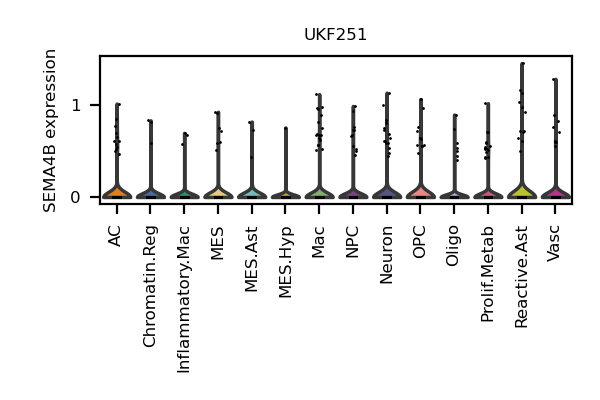 UKF251
SEMA4B expression
1
0
AC
Chromatin.Reg
Inflammatory.Mac
MES
MES.Ast
MES.Hyp
Mac
NPC
Neuron
OPC
Oligo
Prolif.Metab
Reactive.Ast
Vasc